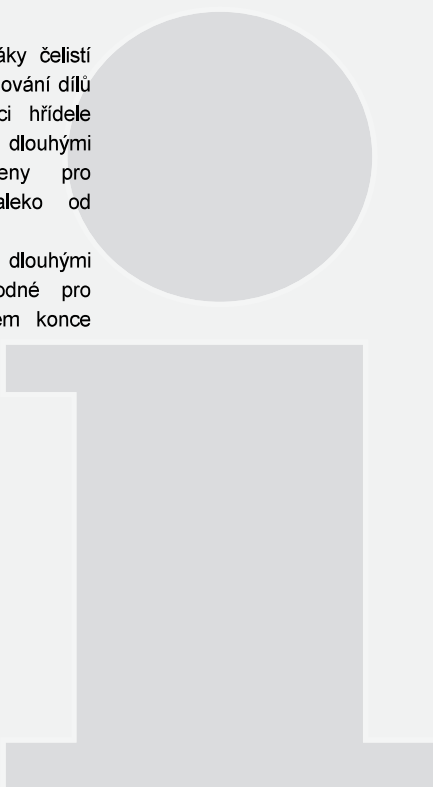 áky čelistí
ování dílů
ci hřídele
dlouhými
eny pro
aleko od
dlouhými
odné pro
em konce